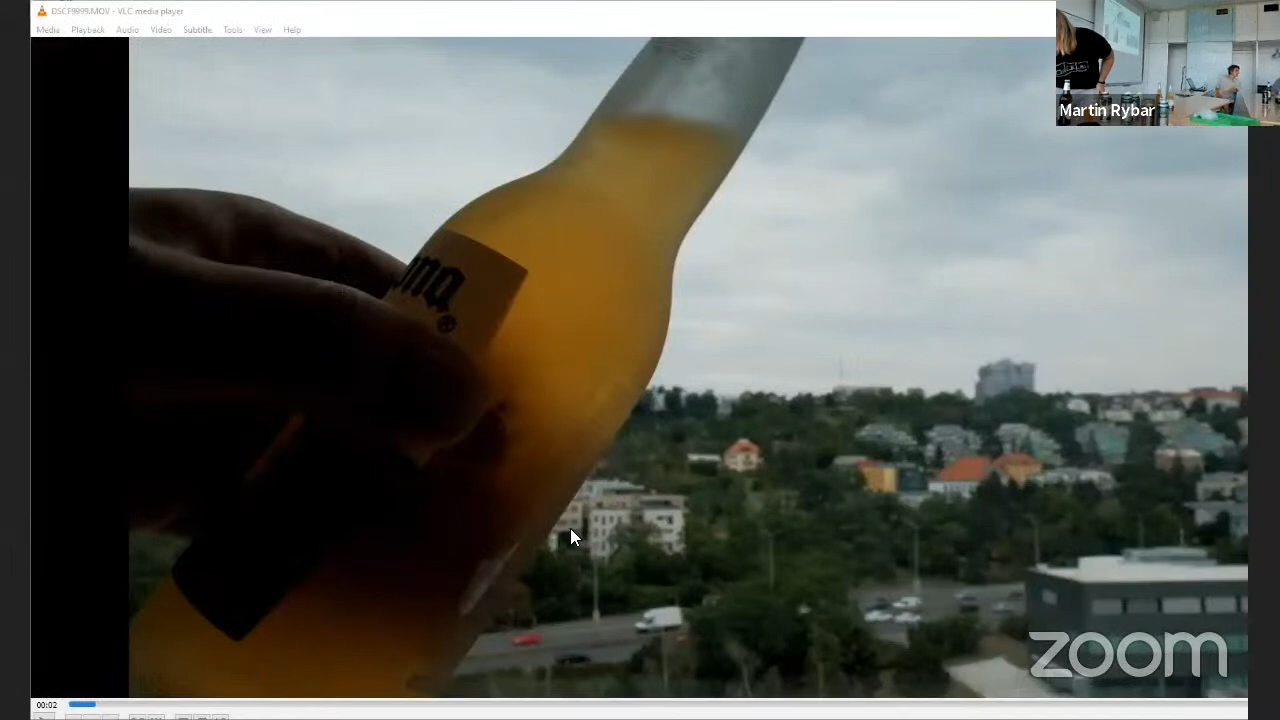 DSCF9999.MOV - VLC media player
Media Playback Audio Video Subtitle Tools View Help
Martin Rybar
zoom
00:02